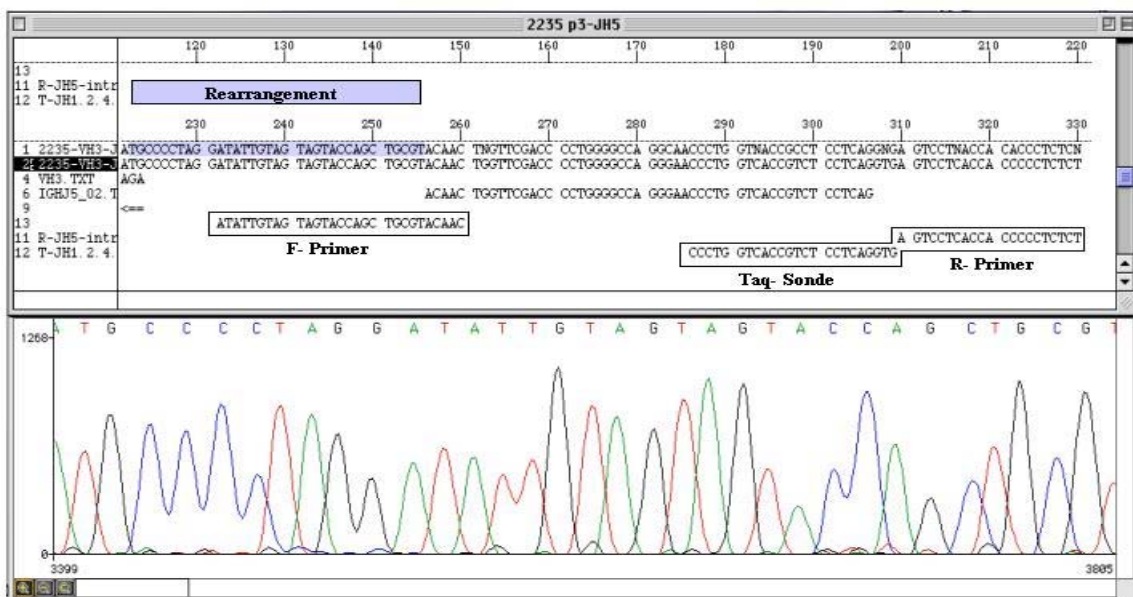 2235 p3-JH5
120 130 140 150 160 170 180 190 200 210 220
13
11 R-JH5-intr
12 T-JH1.2.4.
Rearrangement
230 240 250 260 270 280 290 300 310 320 330
1 2235-VH3-J ATGCCCCTAG GATATTGTAG TAGTACCAGC TGCGTACAAC TNGTTCGACC CCTGGGGCCA GGCAACCCTG GTNACCGCCT CCTCAGGNGA GTCCTNACCA CACCCTCTCN
2235-VH3-J ATGCCCCTAG GATATTGTAG TAGTACCAGC TGCGTACAAC TGGTTCGACC CCTGGGGCCA GGGAACCCTG GTCACCGTCT CCTCAGGTGA GTCCTCACCA CCCCCTCTCT
4 VH3.TXT AGA
6 IGHJ5_02.T ACAAC TGGTTCGACC CCTGGGGCCA GGGAACCCTG GTCACCGTCT CCTCAG
9 <==
13 ATATTGTAG TAGTACCAGC TGCGTACAAC
11 R-JH5-intr A GTCCTCACCA CCCCCTCTCT
12 T-JH1.2.4. CCCTG GTCACCGTCT CCTCAGGTG
F- Primer
Taq- Sonde
R- Primer
A T G C C C C T A G G A T A T T G T A G T A G T A C C A G C T G C G T
1268
0
3399 3805